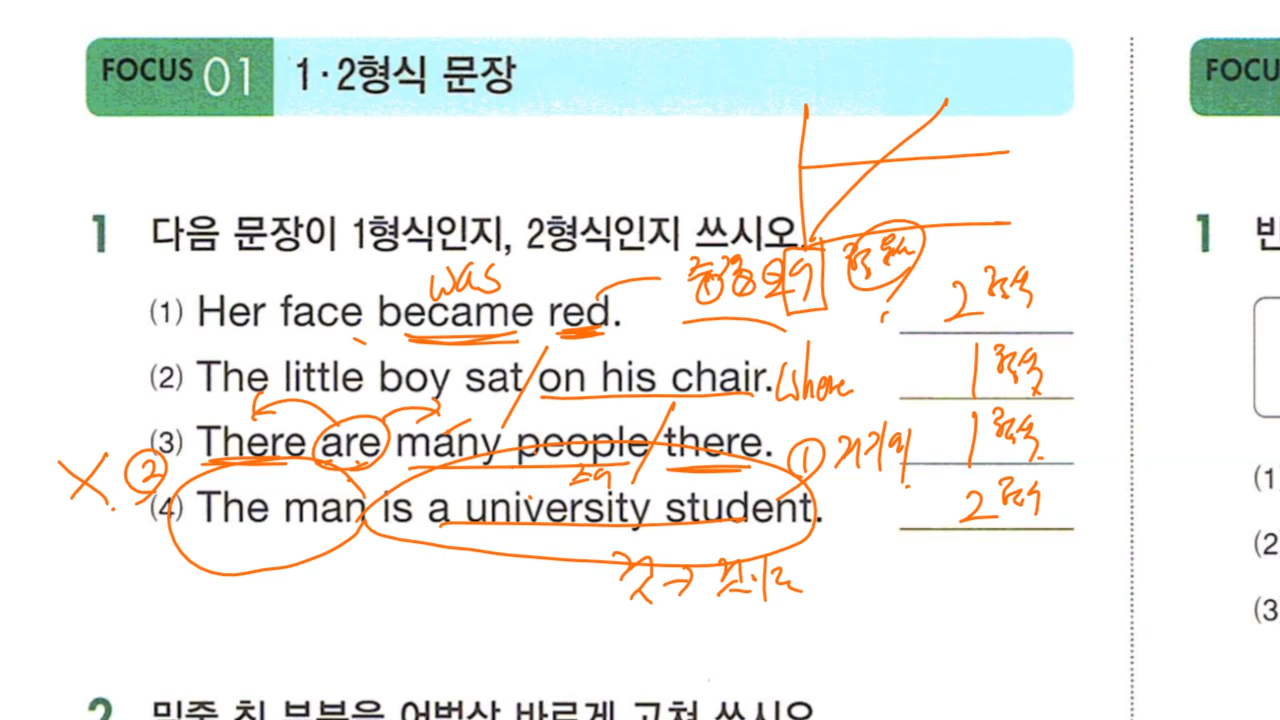 FOCUS 01 1·2형식 문장
FOCU
1 다음 문장이 1형식인지, 2형식인지 쓰시오.
1 빈
was
(1) Her face became red. 2형식
(2) The little boy sat on his chair. where 1형식
(3) There are many people there. ① 거기에 1형식
X. ②
(4) The man is a university student. 2형식
(1
(2
(3
2 밑줄 친 부분을 어법상 바르게 고쳐 쓰시오.